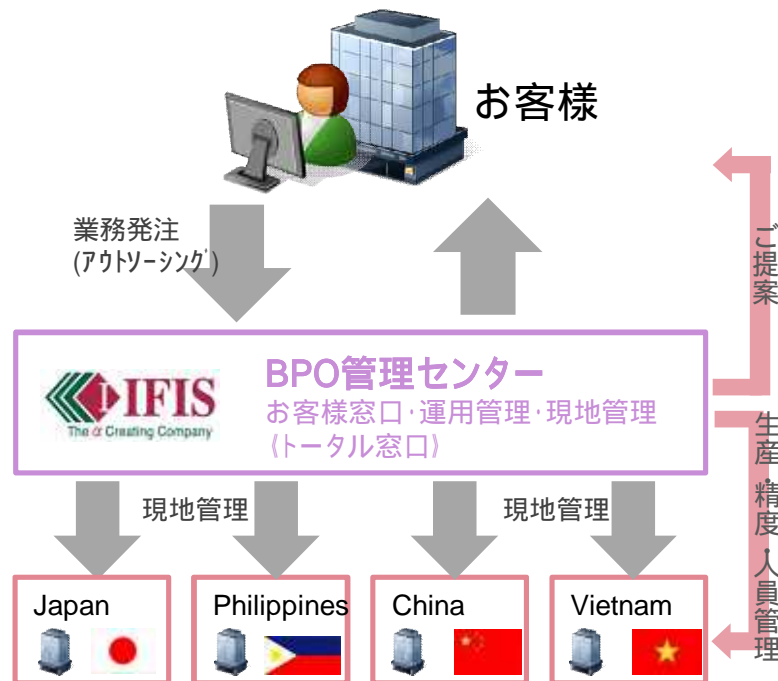 お客様
業務発注
(ｱｳﾄｿｰｼﾝｸﾞ)
ご提案
IFIS
The α Creating Company
BPO管理センター
お客様窓口･運用管理･現地管理
(トータル窓口)
生産･精度･人員管理
現地管理
現地管理
Japan
Philippines
China
Vietnam